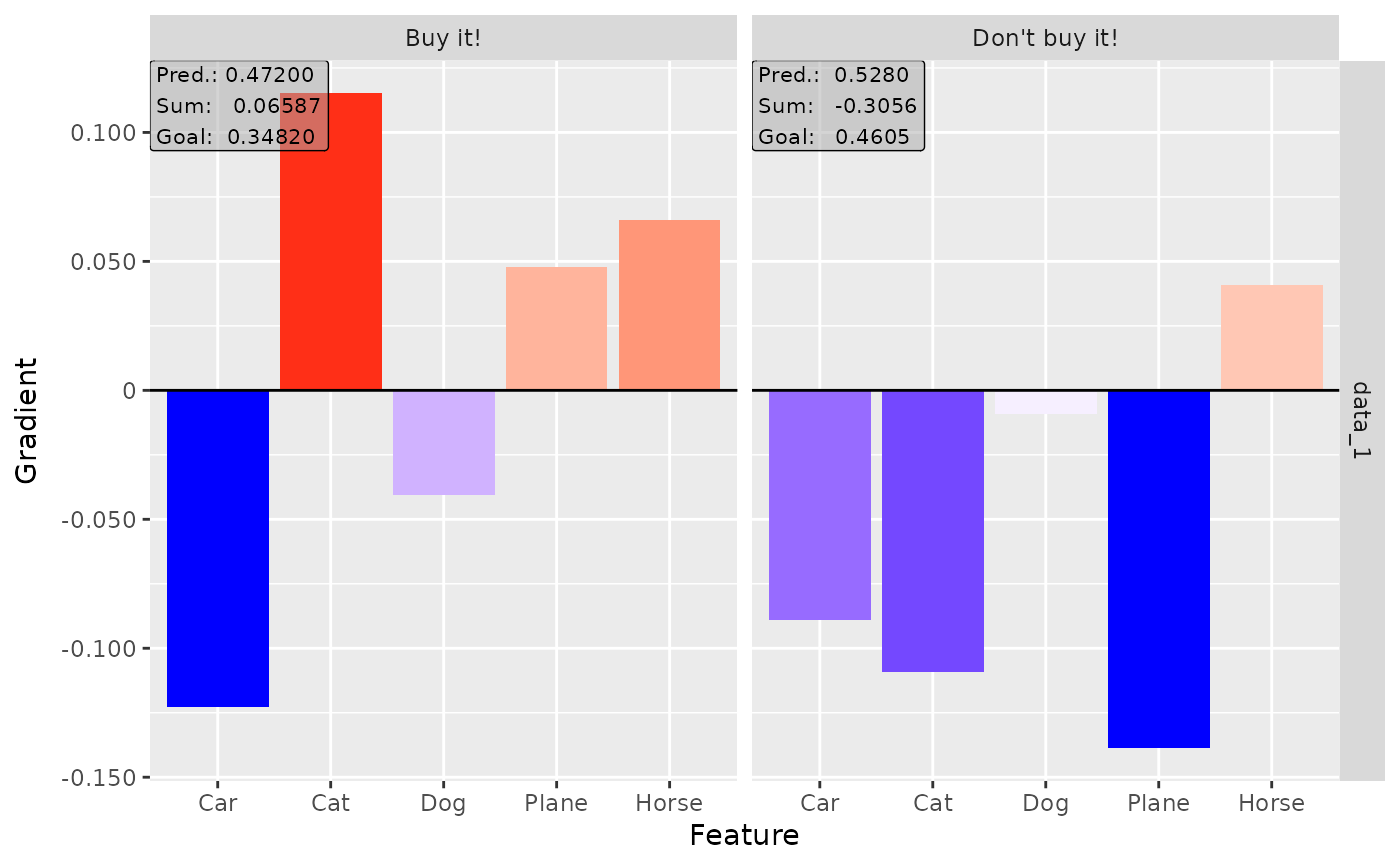 Buy it!
Don't buy it!
Pred.: 0.47200
Sum: 0.06587
Goal: 0.34820
Pred.: 0.5280
Sum: -0.3056
Goal: 0.4605
0.100
0.050
0
-0.050
-0.100
-0.150
Gradient
data_1
Car Cat Dog Plane Horse
Car Cat Dog Plane Horse
Feature